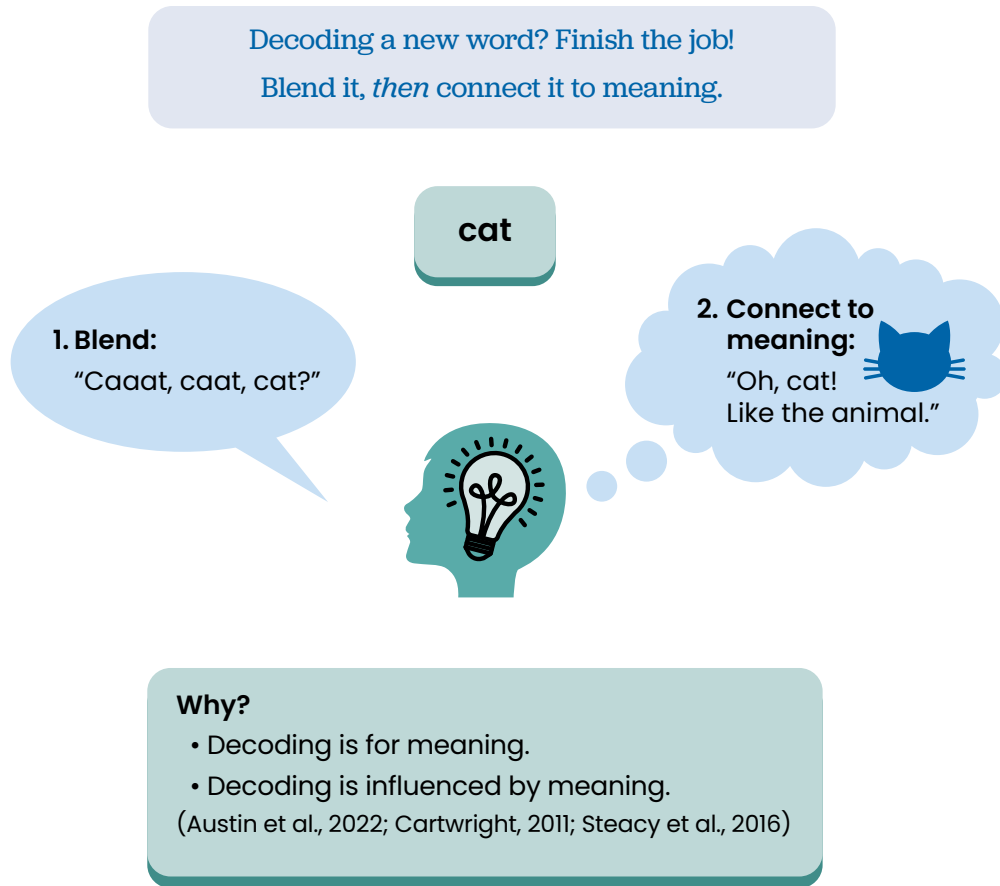 Decoding a new word? Finish the job!
Blend it, then connect it to meaning.
cat
1. Blend:
“Caaat, caat, cat?”
2. Connect to
meaning:
“Oh, cat!
Like the animal.”
Why?
• Decoding is for meaning.
• Decoding is influenced by meaning.
(Austin et al., 2022; Cartwright, 2011; Steacy et al., 2016)